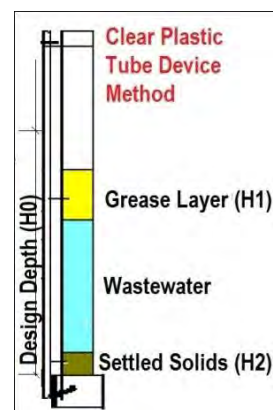 Clear Plastic
Tube Device
Method
Design Depth (H0)
Grease Layer (H1)
Wastewater
Settled Solids (H2)